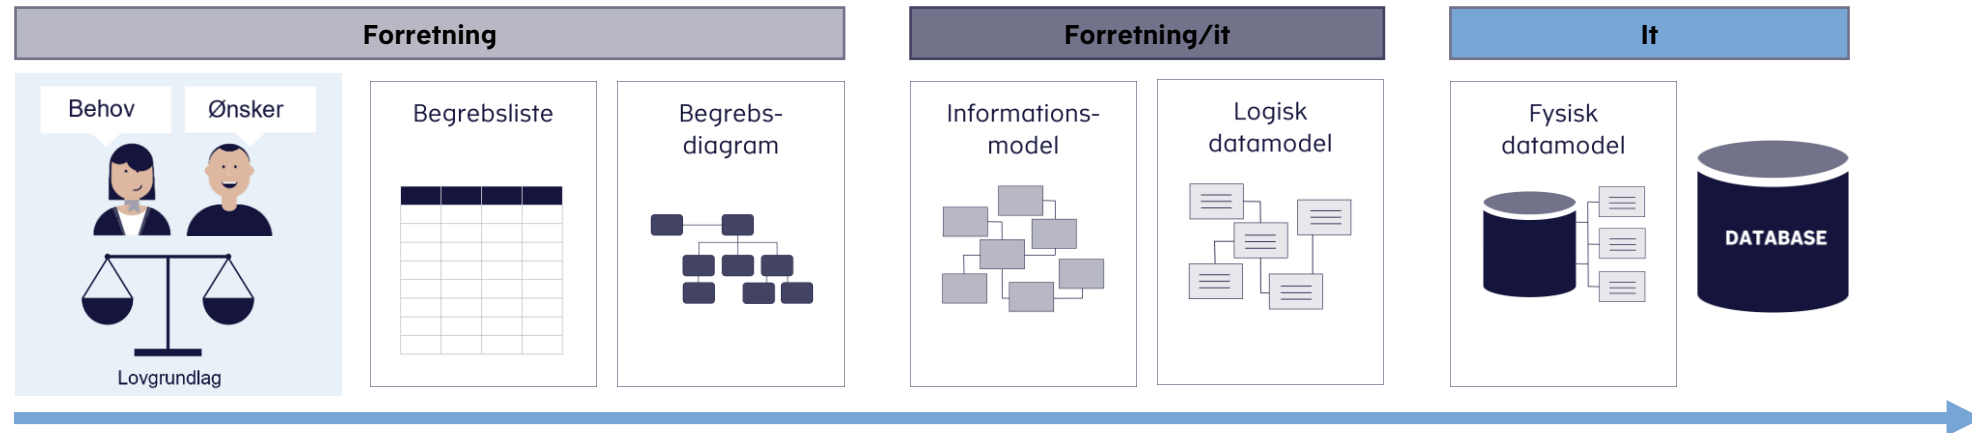 Forretning
Forretning/it
It
Behov
Ønsker
Lovgrundlag
Begrebsliste
Begrebs-
diagram
Informations-
model
Logisk
datamodel
Fysisk
datamodel
DATABASE